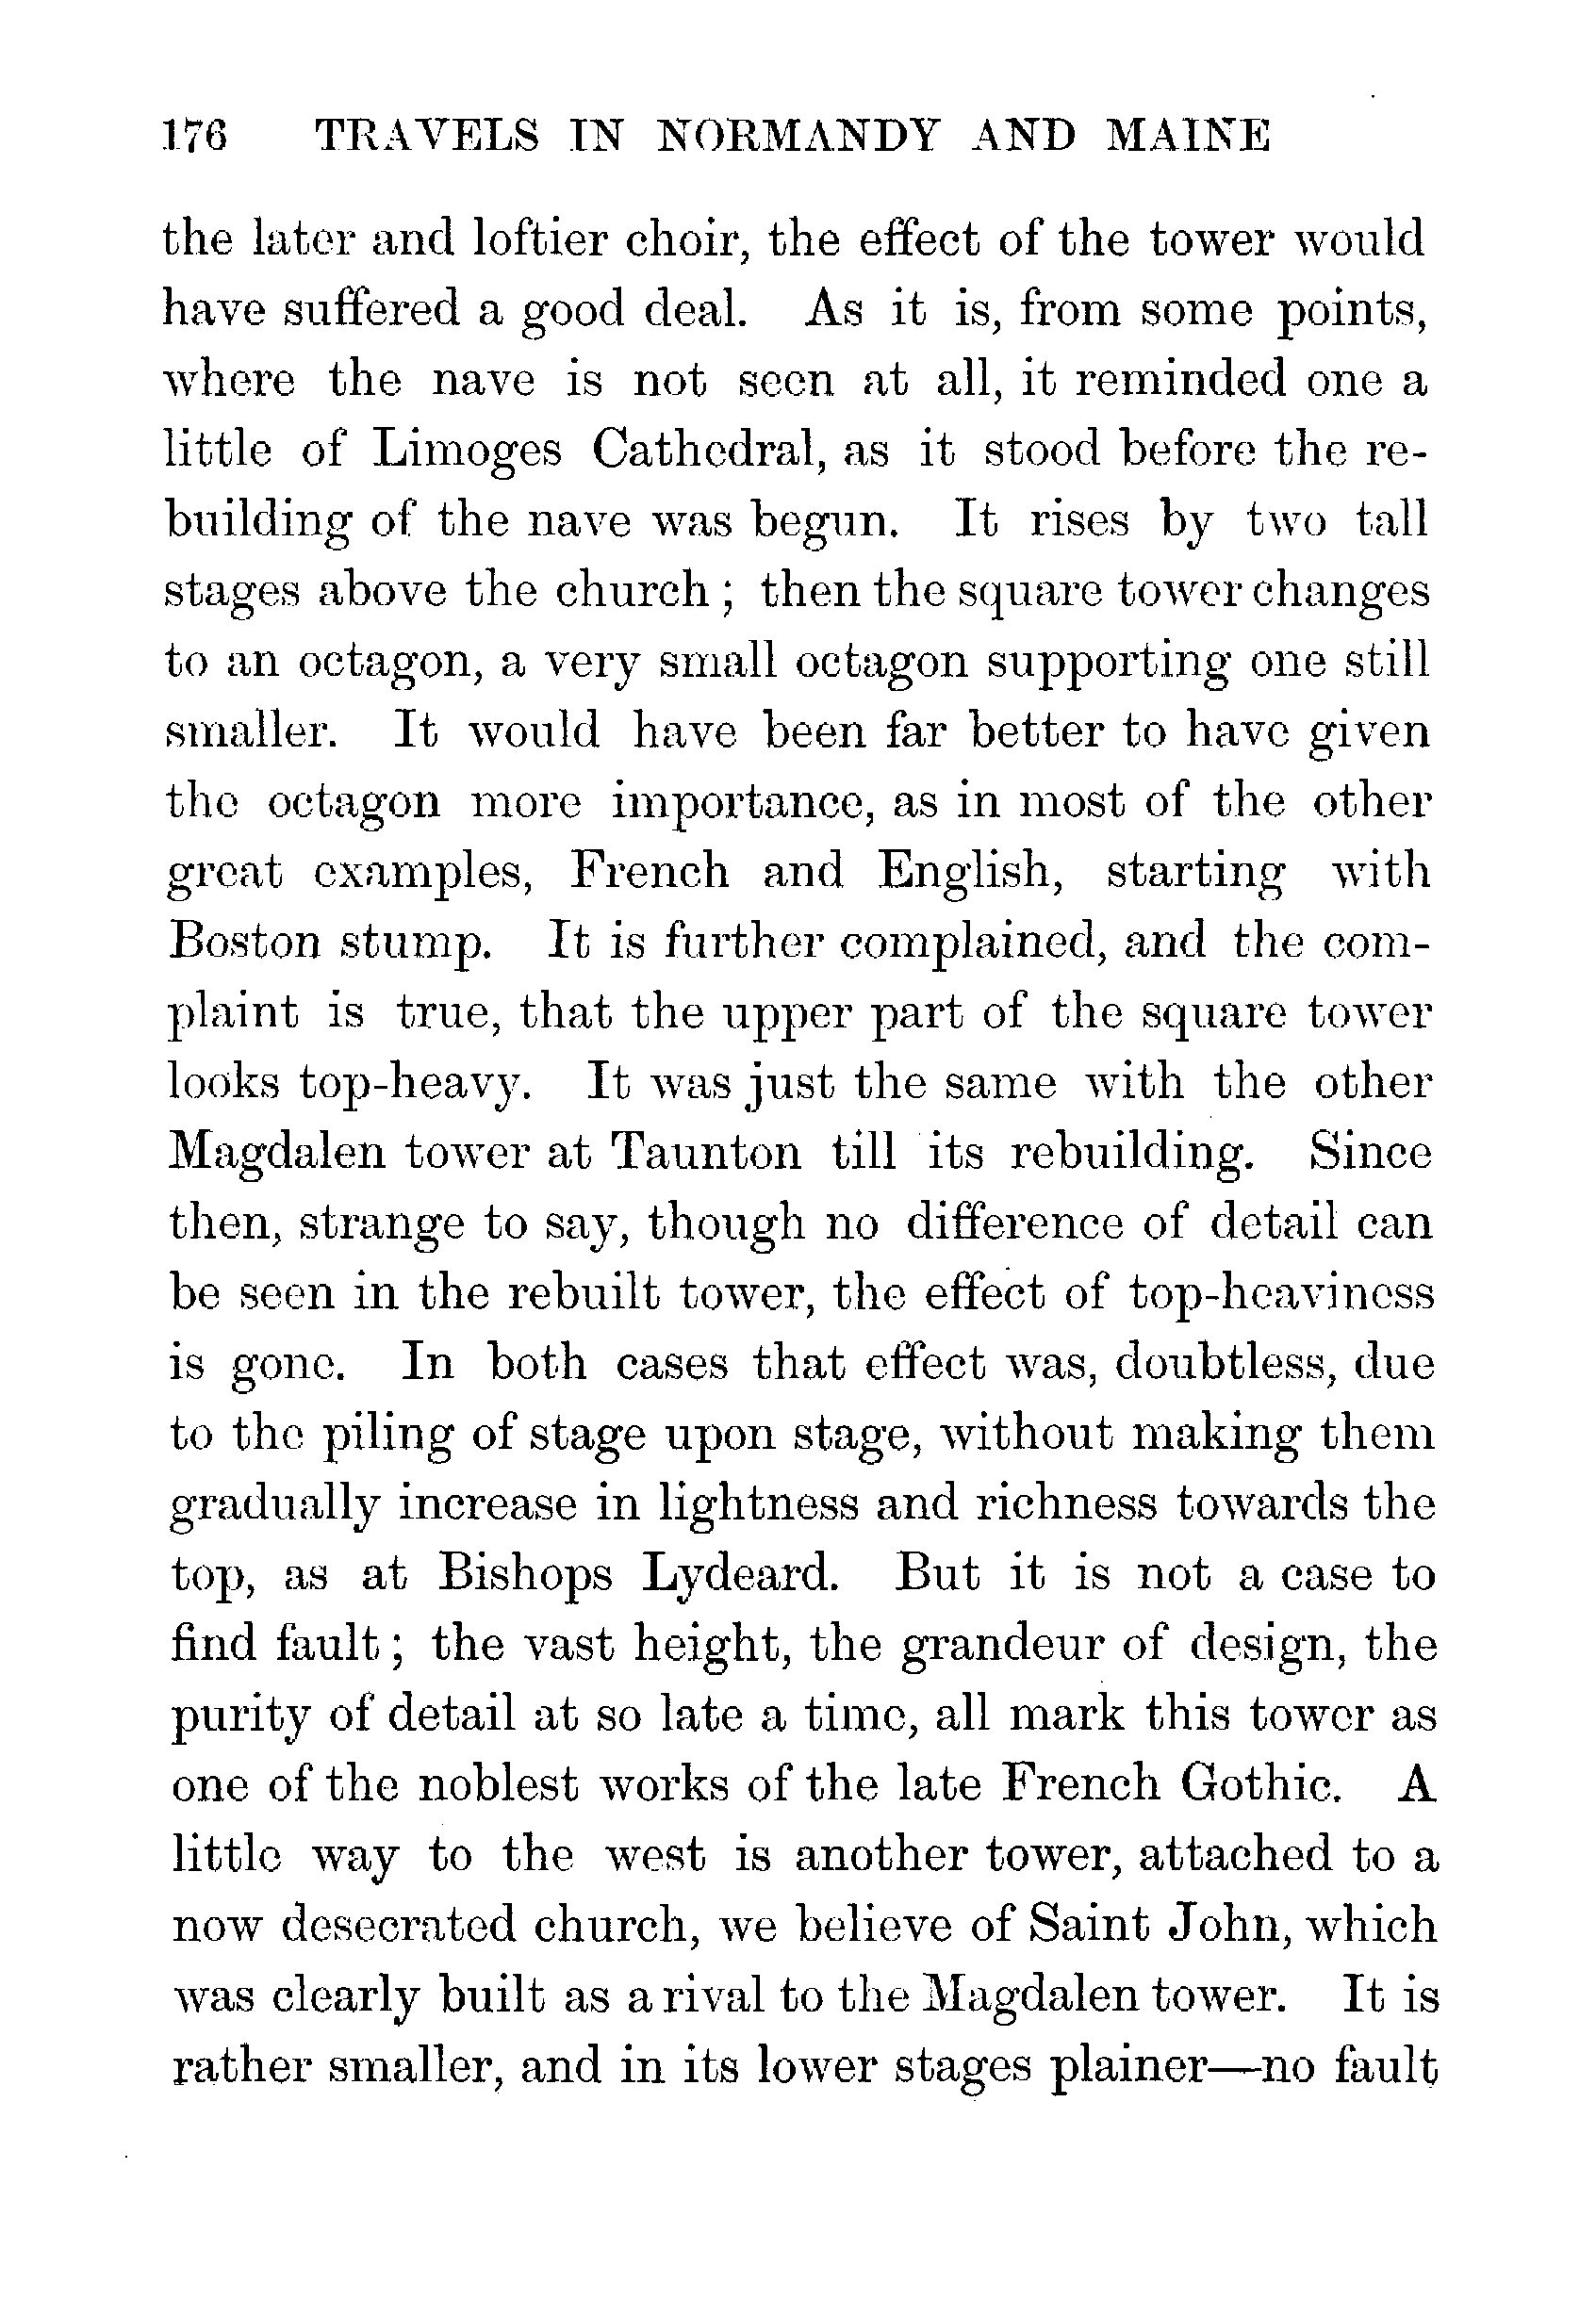 176 TRAVELS IN NORMANDY AND MAINE
the later and loftier choir, the effect of the tower would
have suffered a good deal. As it is, from some points,
where the nave is not seen at all, it reminded one a
little of Limoges Cathedral, as it stood before the re-
building of the nave was begun. It rises by two tall
stages above the church ; then the square tower changes
to an octagon, a very small octagon supporting one still
smaller. It would have been far better to have given
the octagon more importance, as in most of the other
great examples, French and English, starting with
Boston stump. It is further complained, and the com-
plaint is true, that the upper part of the square tower
looks top-heavy. It was just the same with the other
Magdalen tower at Taunton till its rebuilding. Since
then, strange to say, though no difference of detail can
be seen in the rebuilt tower, the effect of top-heaviness
is gone. In both cases that effect was, doubtless, due
to the piling of stage upon stage, without making them
gradually increase in lightness and richness towards the
top, as at Bishops Lydeard. But it is not a case to
find fault ; the vast height, the grandeur of design, the
purity of detail at so late a time, all mark this tower as
one of the noblest works of the late French Gothic. A
little way to the west is another tower, attached to a
now desecrated church, we believe of Saint John, which
was clearly built as a rival to the Magdalen tower. It is
rather smaller, and in its lower stages plainer—no fault